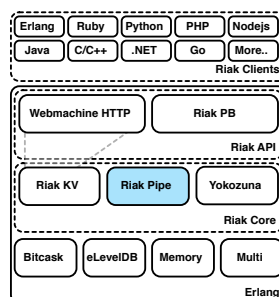 Erlang Ruby Python PHP Nodejs
Java C/C++ .NET Go More..
Riak Clients
Webmachine HTTP Riak PB
Riak API
Riak KV Riak Pipe Yokozuna
Riak Core
Bitcask eLevelDB Memory Multi
Erlang